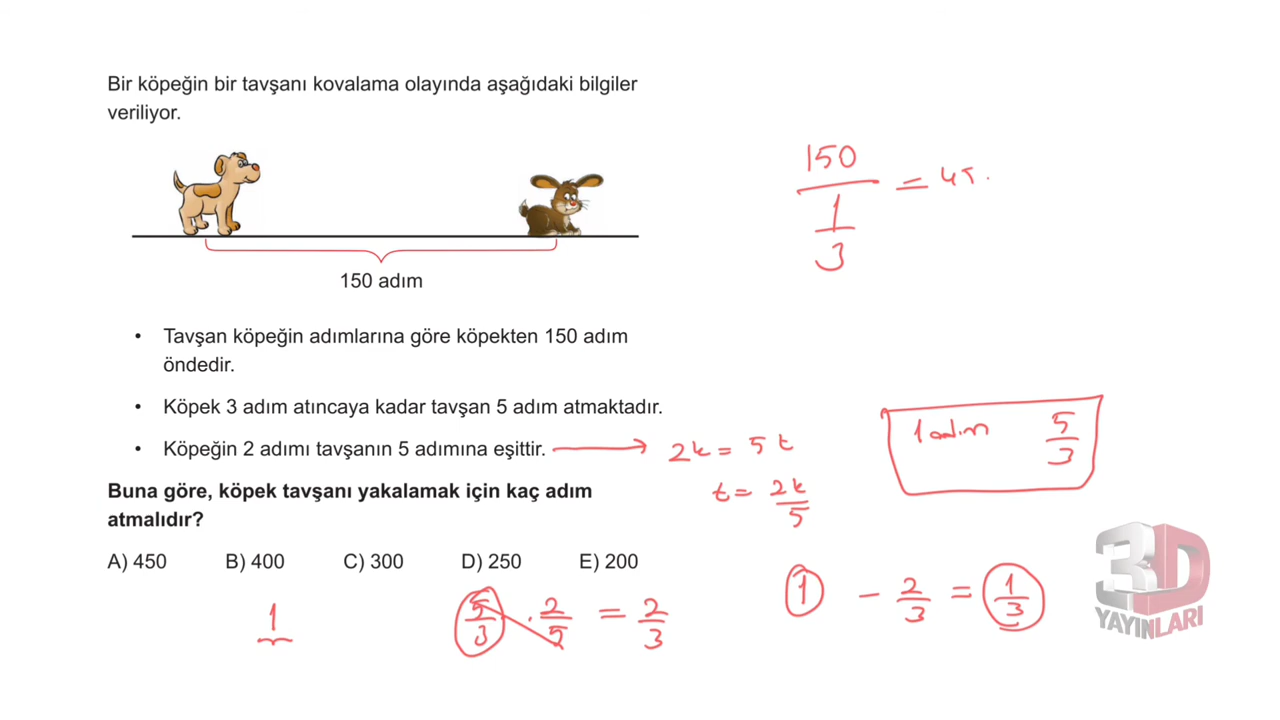 Bir köpeğin bir tavşanı kovalama olayında aşağıdaki bilgiler
veriliyor.
150 adım
• Tavşan köpeğin adımlarına göre köpekten 150 adım
öndedir.
• Köpek 3 adım atıncaya kadar tavşan 5 adım atmaktadır.
• Köpeğin 2 adımı tavşanın 5 adımına eşittir.
Buna göre, köpek tavşanı yakalamak için kaç adım
atmalıdır?
A) 450 B) 400 C) 300 D) 250 E) 200
150 / (1/3) = 45
1 adım 5/3
2k = 5t
t = 2k/5
1
5/3 · 2/5 = 2/3
1 - 2/3 = 1/3
3D
YAYINLARI